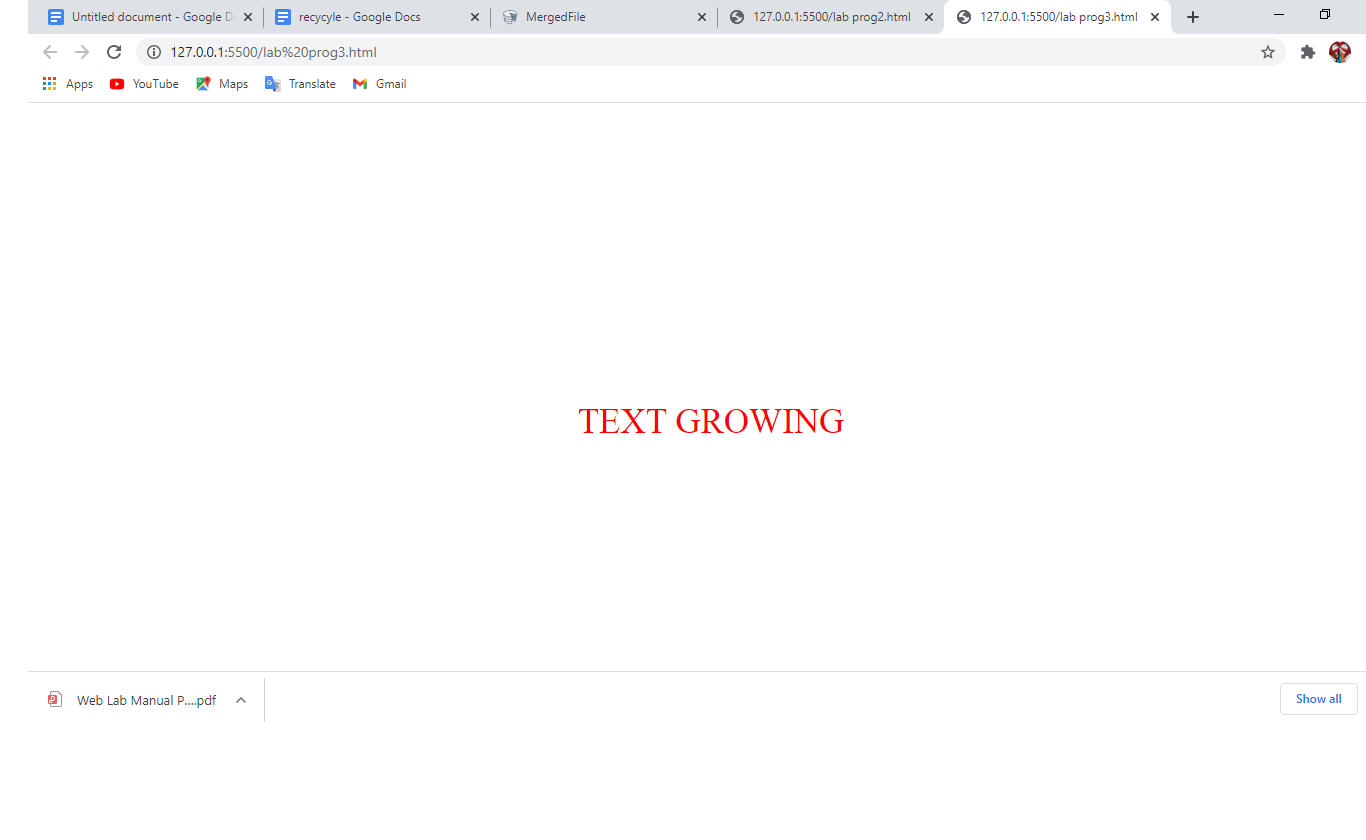 Untitled document - Google D
recycyle - Google Docs
MergedFile
127.0.0.1:5500/lab prog2.html
127.0.0.1:5500/lab prog3.html
127.0.0.1:5500/lab%20prog3.html
Apps
YouTube
Maps
Translate
Gmail
TEXT GROWING
Web Lab Manual P....pdf
Show all